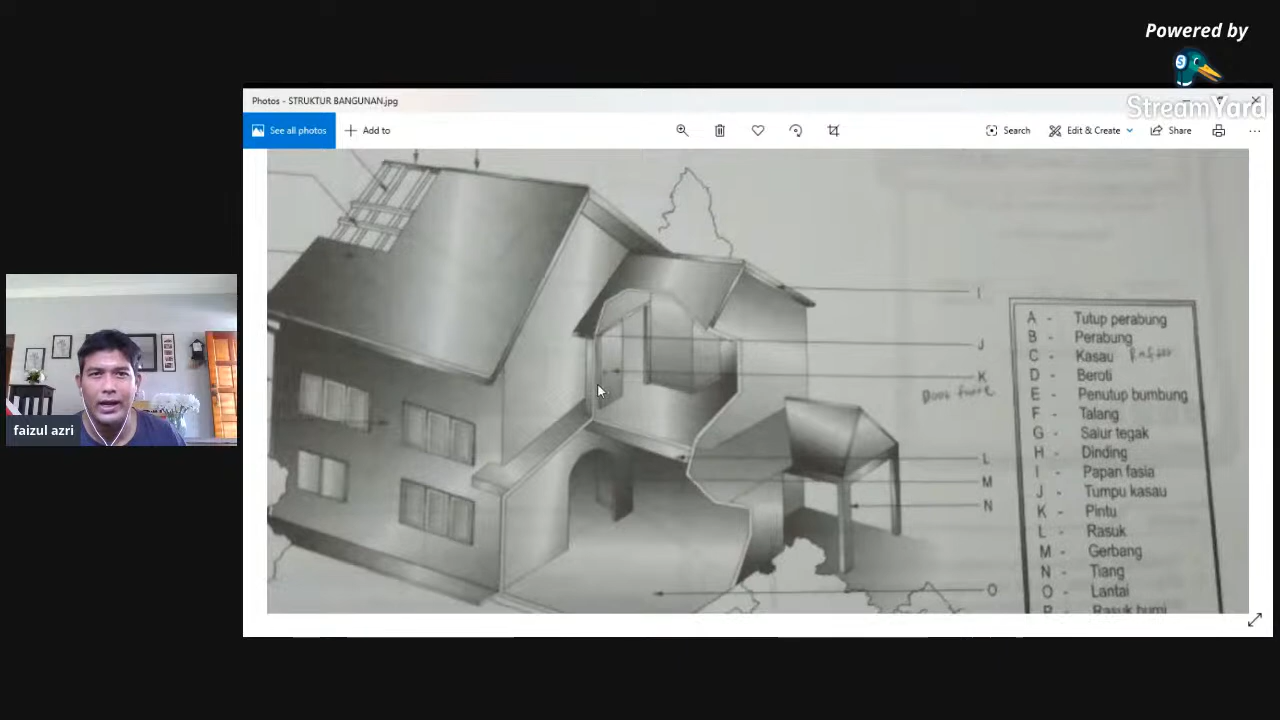 Powered by
StreamYard
Photos - STRUKTUR BANGUNAN.jpg
See all photos
Add to
Search
Edit & Create
Share
I
J
K
L
M
N
O
A - Tutup perabung
B - Perabung
C - Kasau
D - Beroti
E - Penutup bumbung
F - Talang
G - Salur tegak
H - Dinding
I - Papan fasia
J - Tumpu kasau
K - Pintu
L - Rasuk
M - Gerbang
N - Tiang
O - Lantai
P - Rasuk bumi
faizul azri